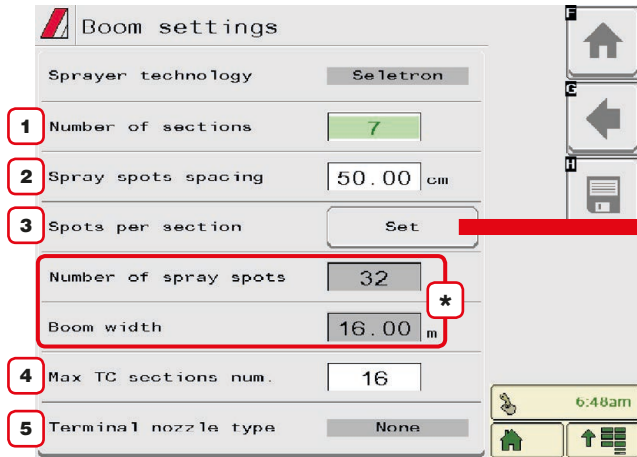 Boom settings
F
Sprayer technology Seletron
G
1 Number of sections 7
H
2 Spray spots spacing 50.00 cm
3 Spots per section Set
Number of spray spots 32
*
Boom width 16.00 m
4 Max TC sections num. 16
6:48am
5 Terminal nozzle type None